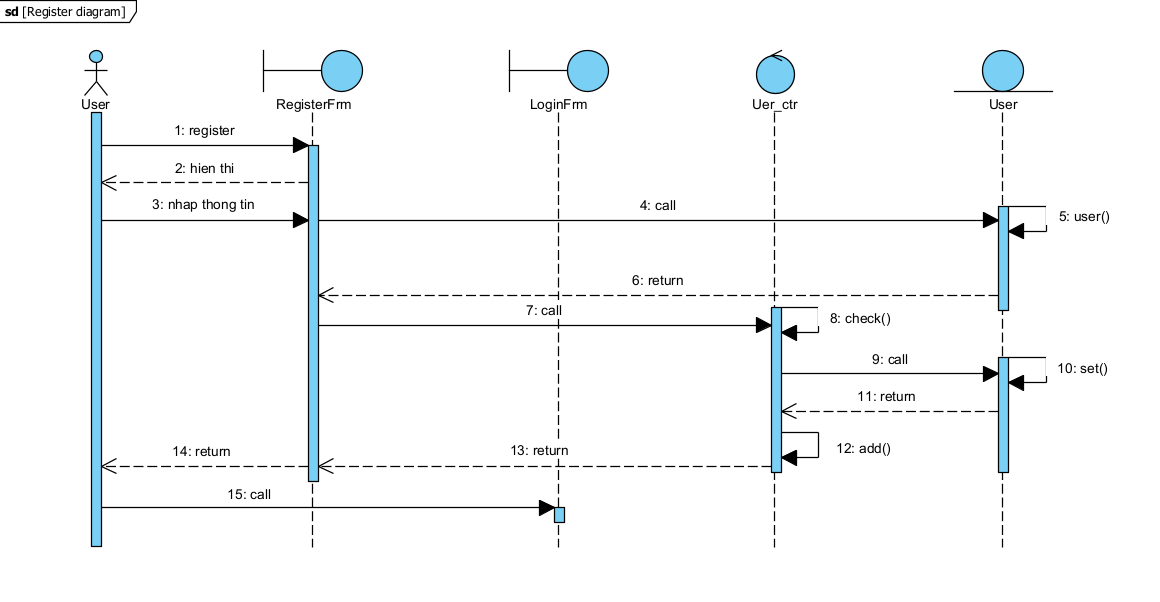 sd [Register diagram]
User
RegisterFrm
LoginFrm
Uer_ctr
User
1: register
2: hien thi
3: nhap thong tin
4: call
5: user()
6: return
7: call
8: check()
9: call
10: set()
11: return
12: add()
13: return
14: return
15: call